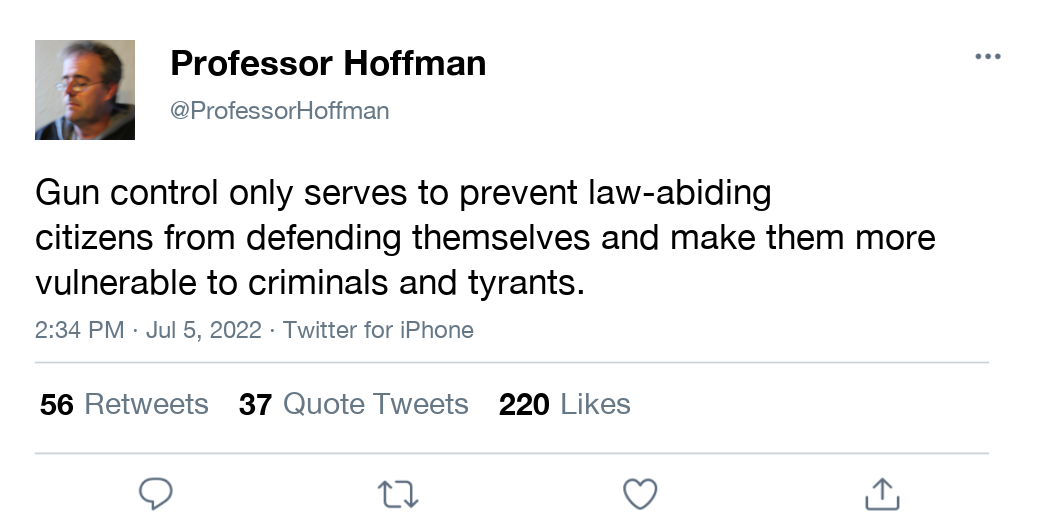 Professor Hoffman
@ProfessorHoffman
Gun control only serves to prevent law-abiding
citizens from defending themselves and make them more
vulnerable to criminals and tyrants.
2:34 PM · Jul 5, 2022 · Twitter for iPhone
56 Retweets 37 Quote Tweets 220 Likes